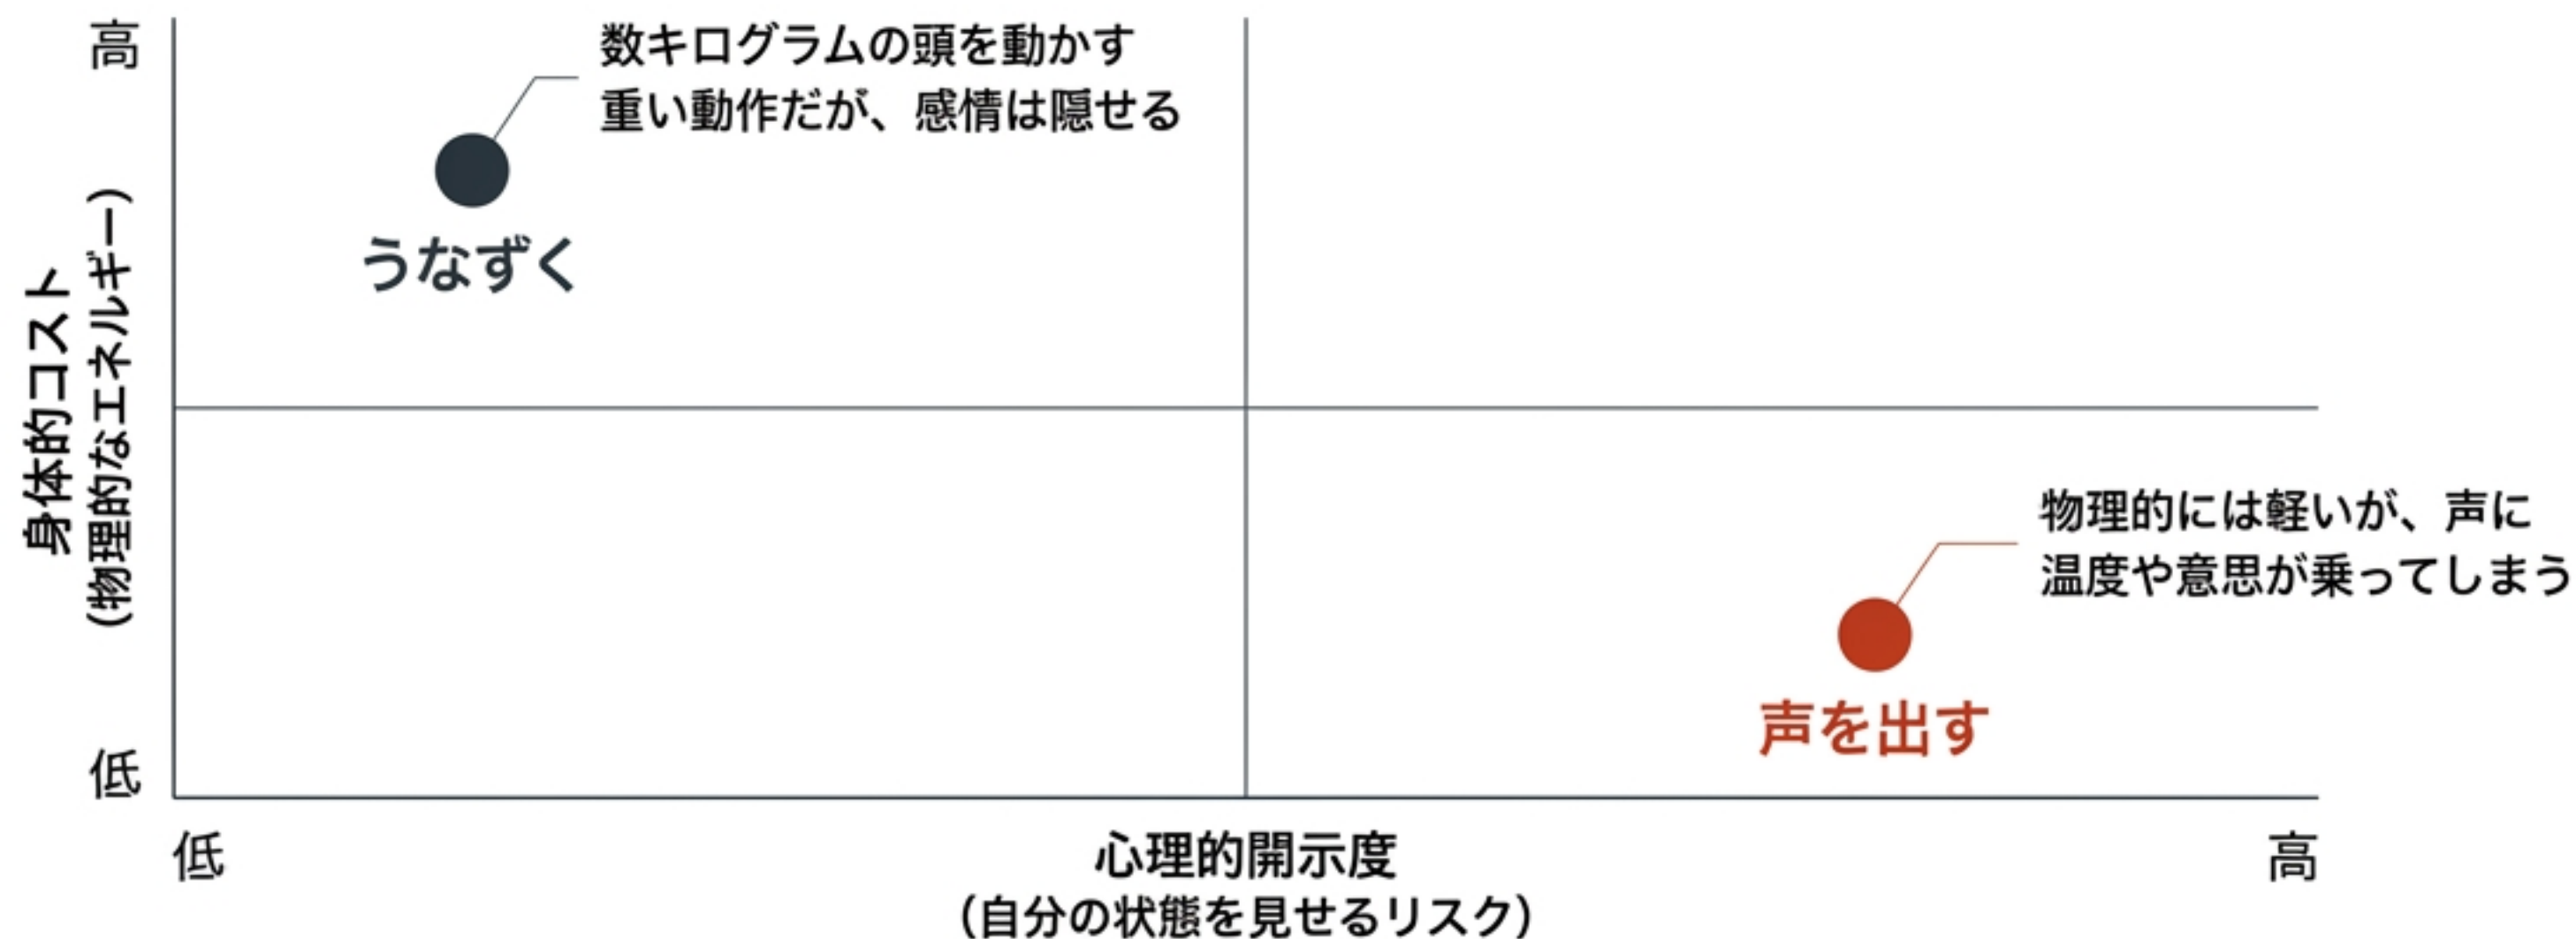 高
数キログラムの頭を動かす
重い動作だが、感情は隠せる
うなずく
身体的コスト
(物理的なエネルギー)
物理的には軽いが、声に
温度や意思が乗ってしまう
声を出す
低
低
心理的開示度
(自分の状態を見せるリスク)
高